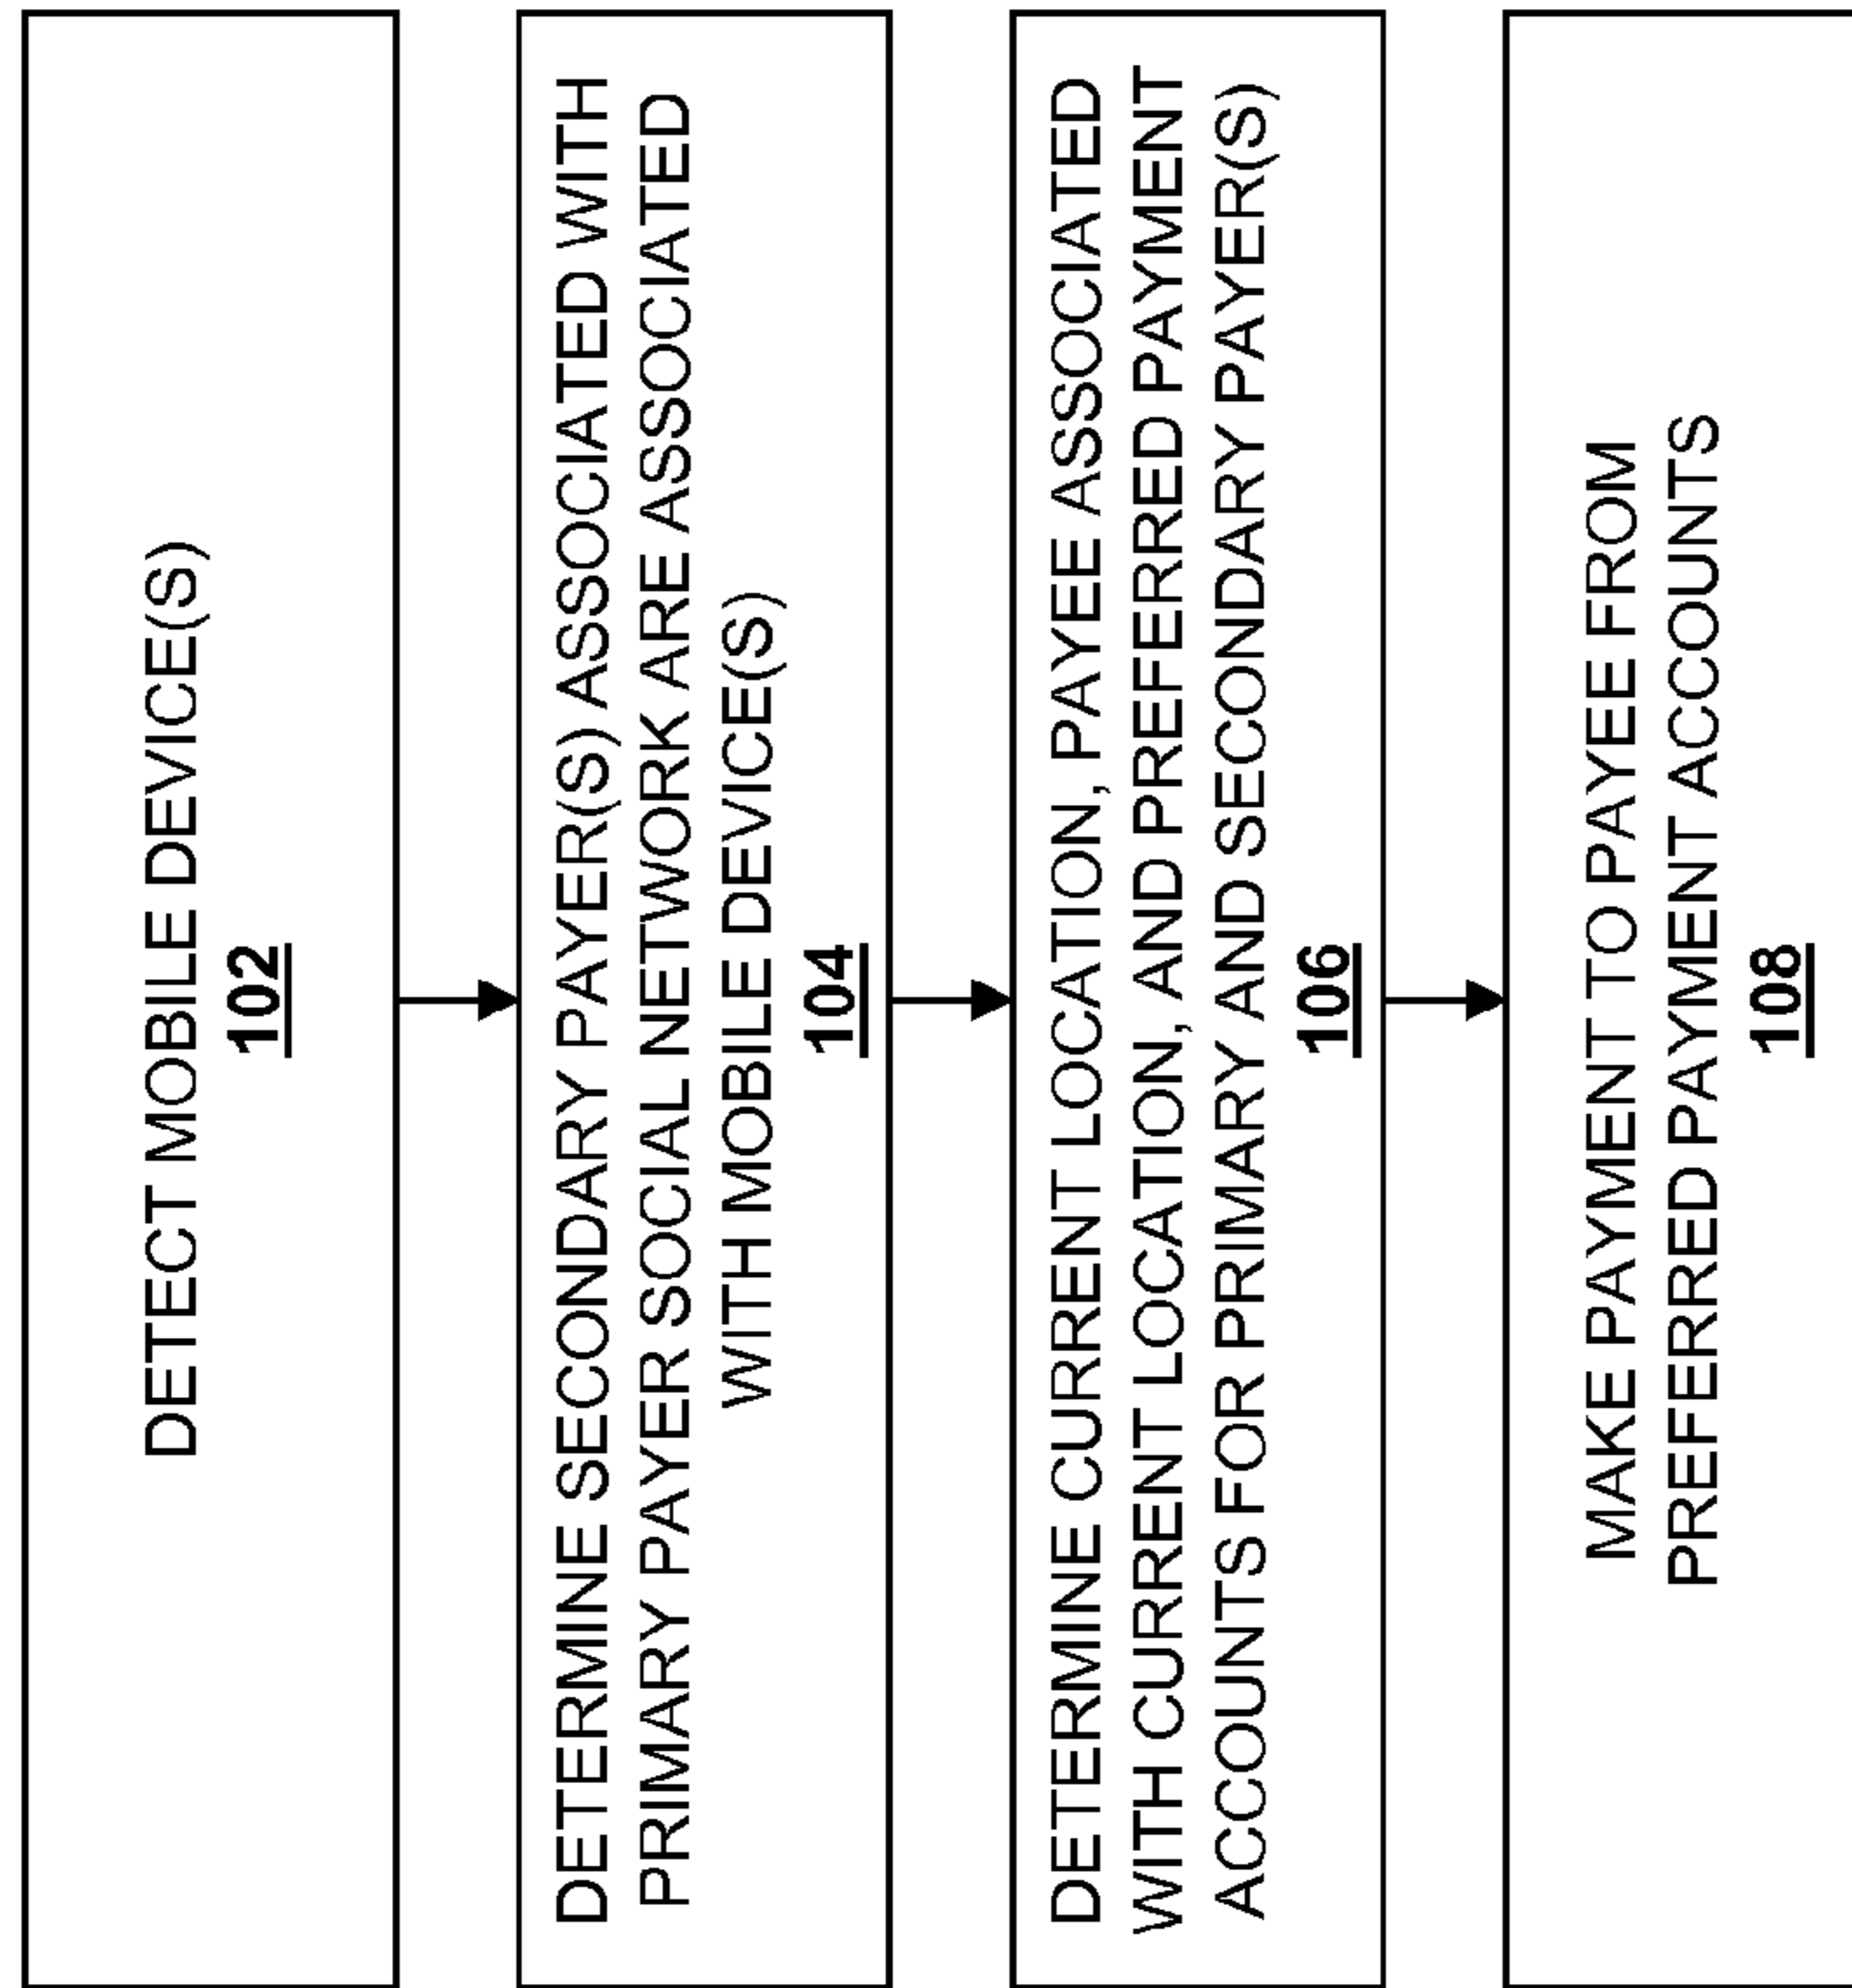 DETECT MOBILE DEVICE(S)
102
DETERMINE SECONDARY PAYER(S) ASSOCIATED WITH
PRIMARY PAYER SOCIAL NETWORK ARE ASSOCIATED
WITH MOBILE DEVICE(S)
104
DETERMINE CURRENT LOCATION, PAYEE ASSOCIATED
WITH CURRENT LOCATION, AND PREFERRED PAYMENT
ACCOUNTS FOR PRIMARY AND SECONDARY PAYER(S)
106
MAKE PAYMENT TO PAYEE FROM
PREFERRED PAYMENT ACCOUNTS
108